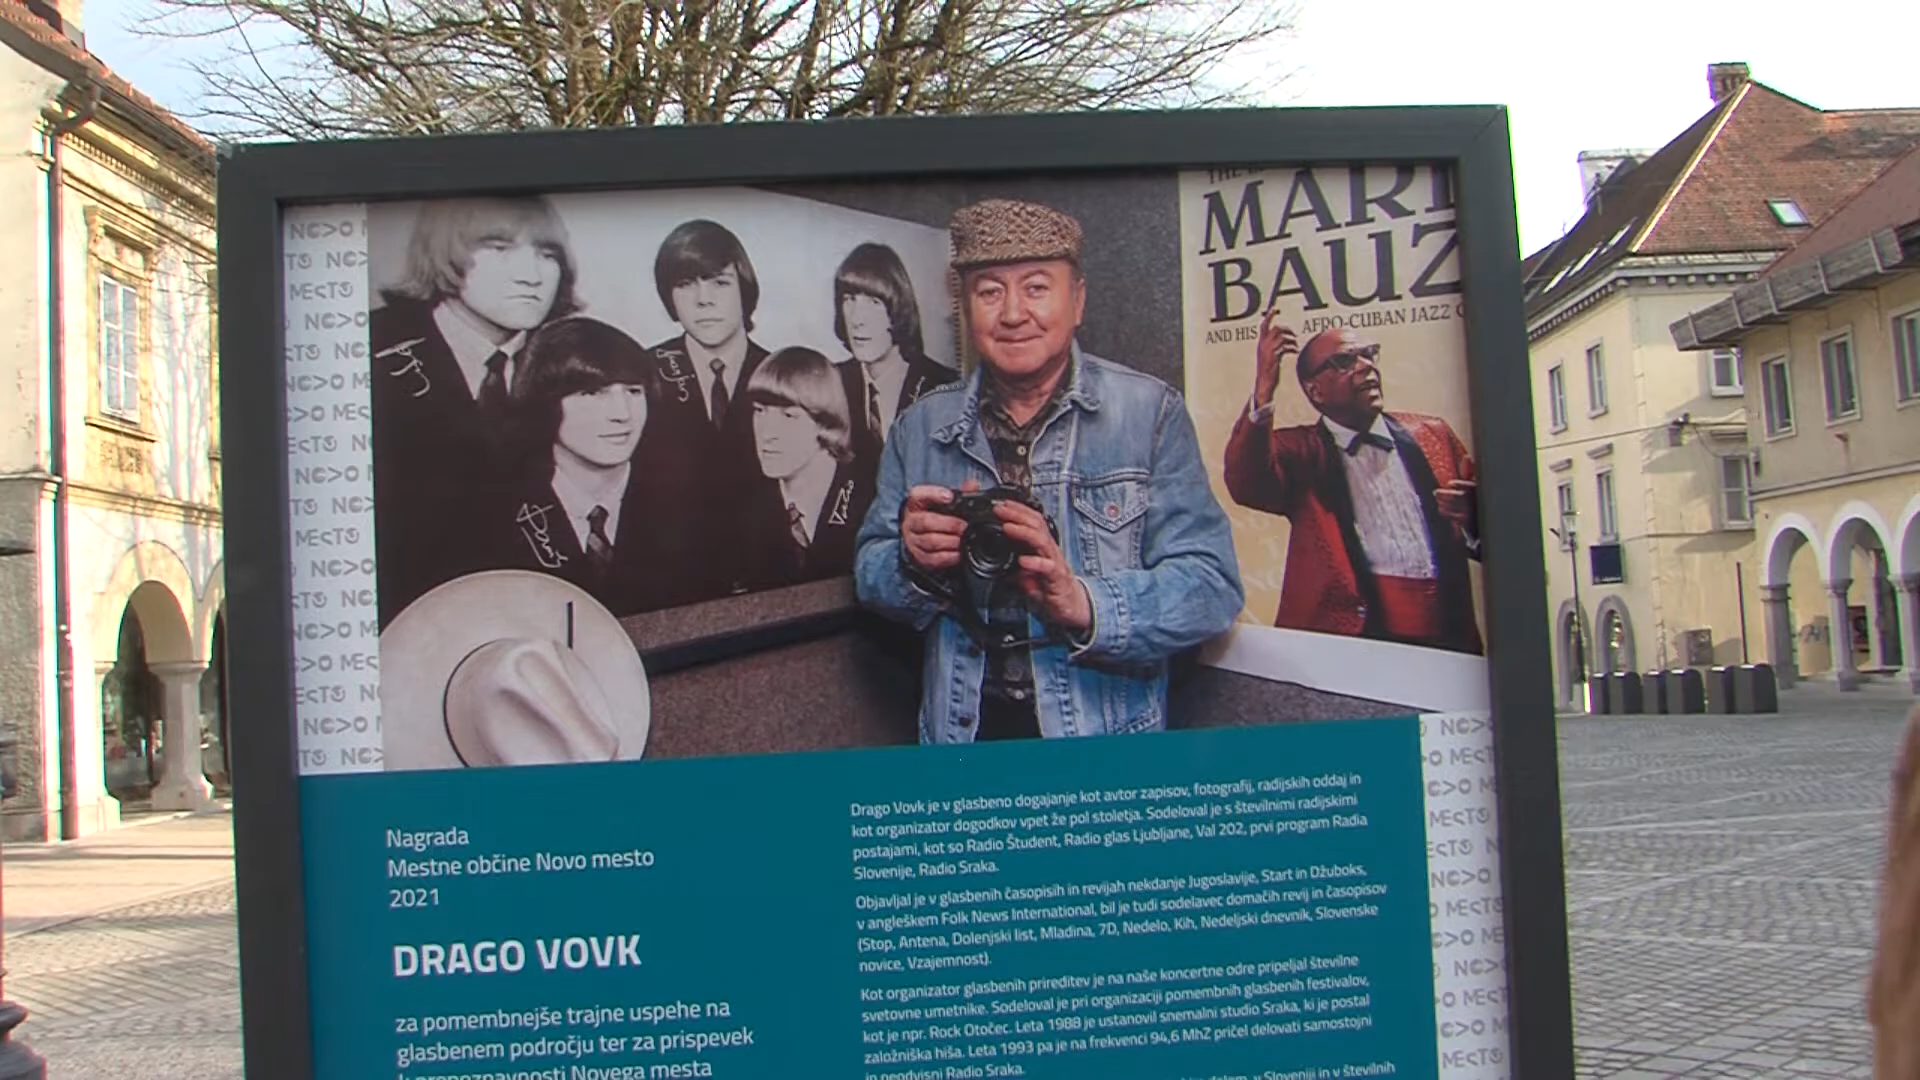 MARI
BAUZ
AND HIS AFRO-CUBAN JAZZ
Nagrada
Mestne občine Novo mesto
2021
DRAGO VOVK
za pomembnejše trajne uspehe na
glasbenem področju ter za prispevek
k prepoznavnosti Novega mesta
Drago Vovk je v glasbeno dogajanje kot avtor zapisov, fotografij, radijskih oddaj in
kot organizator dogodkov vpet že pol stoletja. Sodeloval je s številnimi radijskimi
postajami, kot so Radio Študent, Radio glas Ljubljane, Val 202, prvi program Radia
Slovenije, Radio Sraka.
Objavljal je v glasbenih časopisih in revijah nekdanje Jugoslavije, Start in Džuboks,
v angleškem Folk News International, bil je tudi sodelavec domačih revij in časopisov
(Stop, Antena, Dolenjski list, Mladina, 7D, Nedelo, Kih, Nedeljski dnevnik, Slovenske
novice, Vzajemnost).
Kot organizator glasbenih prireditev je na naše koncertne odre pripeljal številne
svetovne umetnike. Sodeloval je pri organizaciji pomembnih glasbenih festivalov,
kot je npr. Rock Otočec. Leta 1988 je ustanovil snemalni studio Sraka, ki je postal
založniška hiša. Leta 1993 pa je na frekvenci 94,6 MhZ pričel delovati samostojni
in neodvisni Radio Sraka.
delom v Sloveniji in v številnih